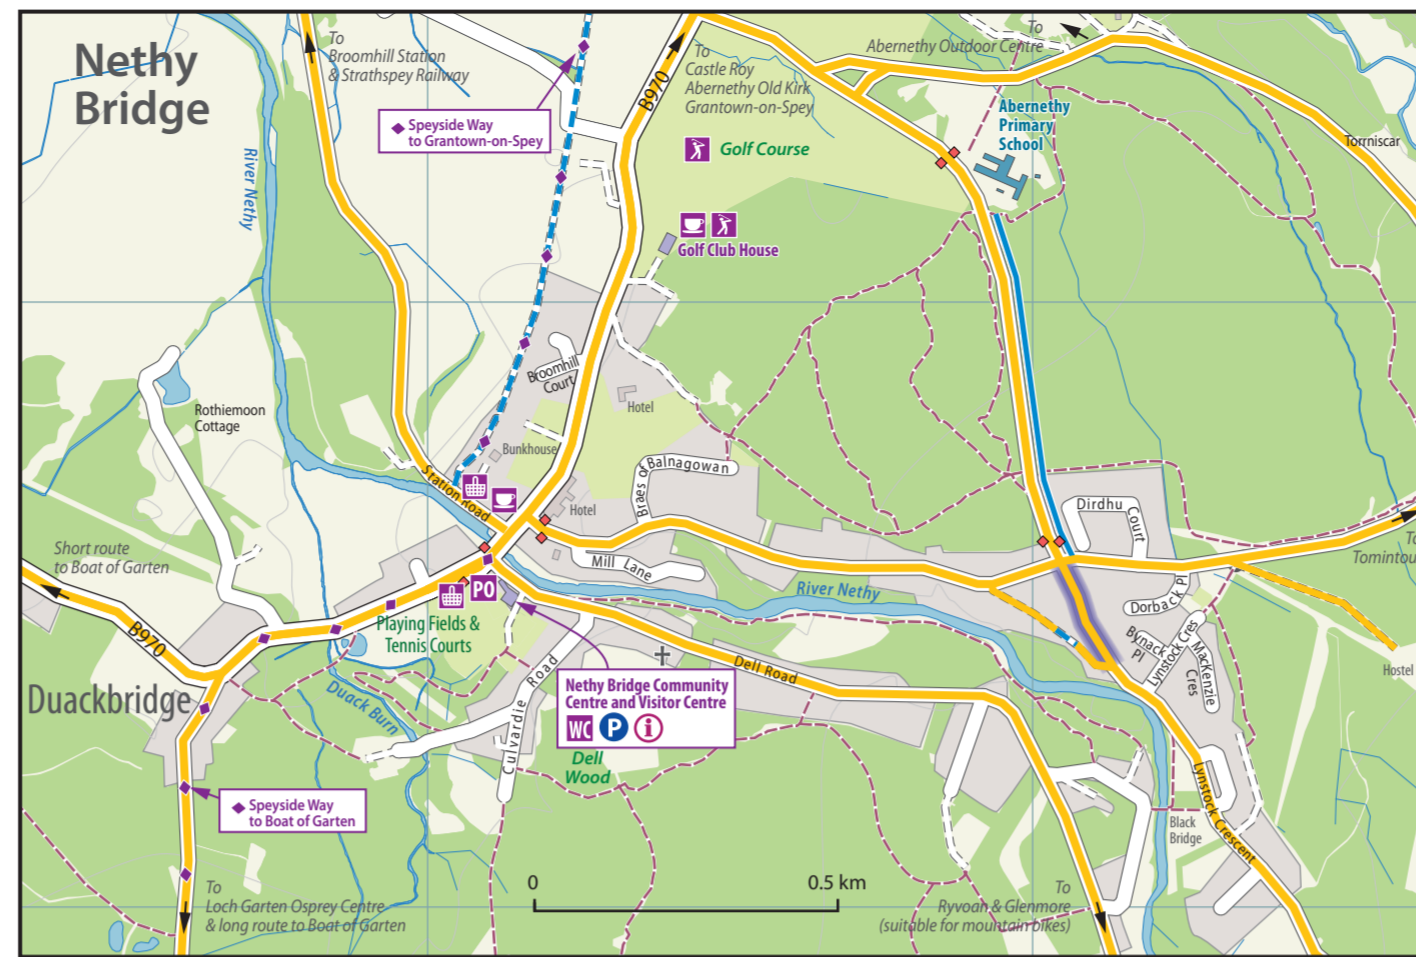 Nethy
Bridge
To
Broomhill Station
& Strathspey Railway
Speyside Way
to Grantown-on-Spey
River Nethy
B970
To
Castle Roy
Abernethy Old Kirk
Grantown-on-Spey
To
Abernethy Outdoor Centre
Abernethy
Primary
School
Torrniscar
Golf Course
Golf Club House
Broomhill
Court
Hotel
Rothiemoon
Cottage
Bunkhouse
Station Road
Hotel
Braes of
Balnagowan
Mill Lane
Dirdhu
Court
To
Tomintou
Short route
to Boat of Garten
B970
PO
River Nethy
Dorback Pl
Bynack
Pl
Lynstock Cres
MacKenzie
Cres
Hostel
Playing Fields &
Tennis Courts
Duackbridge
Duack Burn
Culvardie Road
Dell Road
Nethy Bridge Community
Centre and Visitor Centre
WC P i
Dell
Wood
Speyside Way
to Boat of Garten
Black
Bridge
Lynstock Crescent
To
Loch Garten Osprey Centre
& long route to Boat of Garten
0 0.5 km
To
Ryvoan & Glenmore
(suitable for mountain bikes)